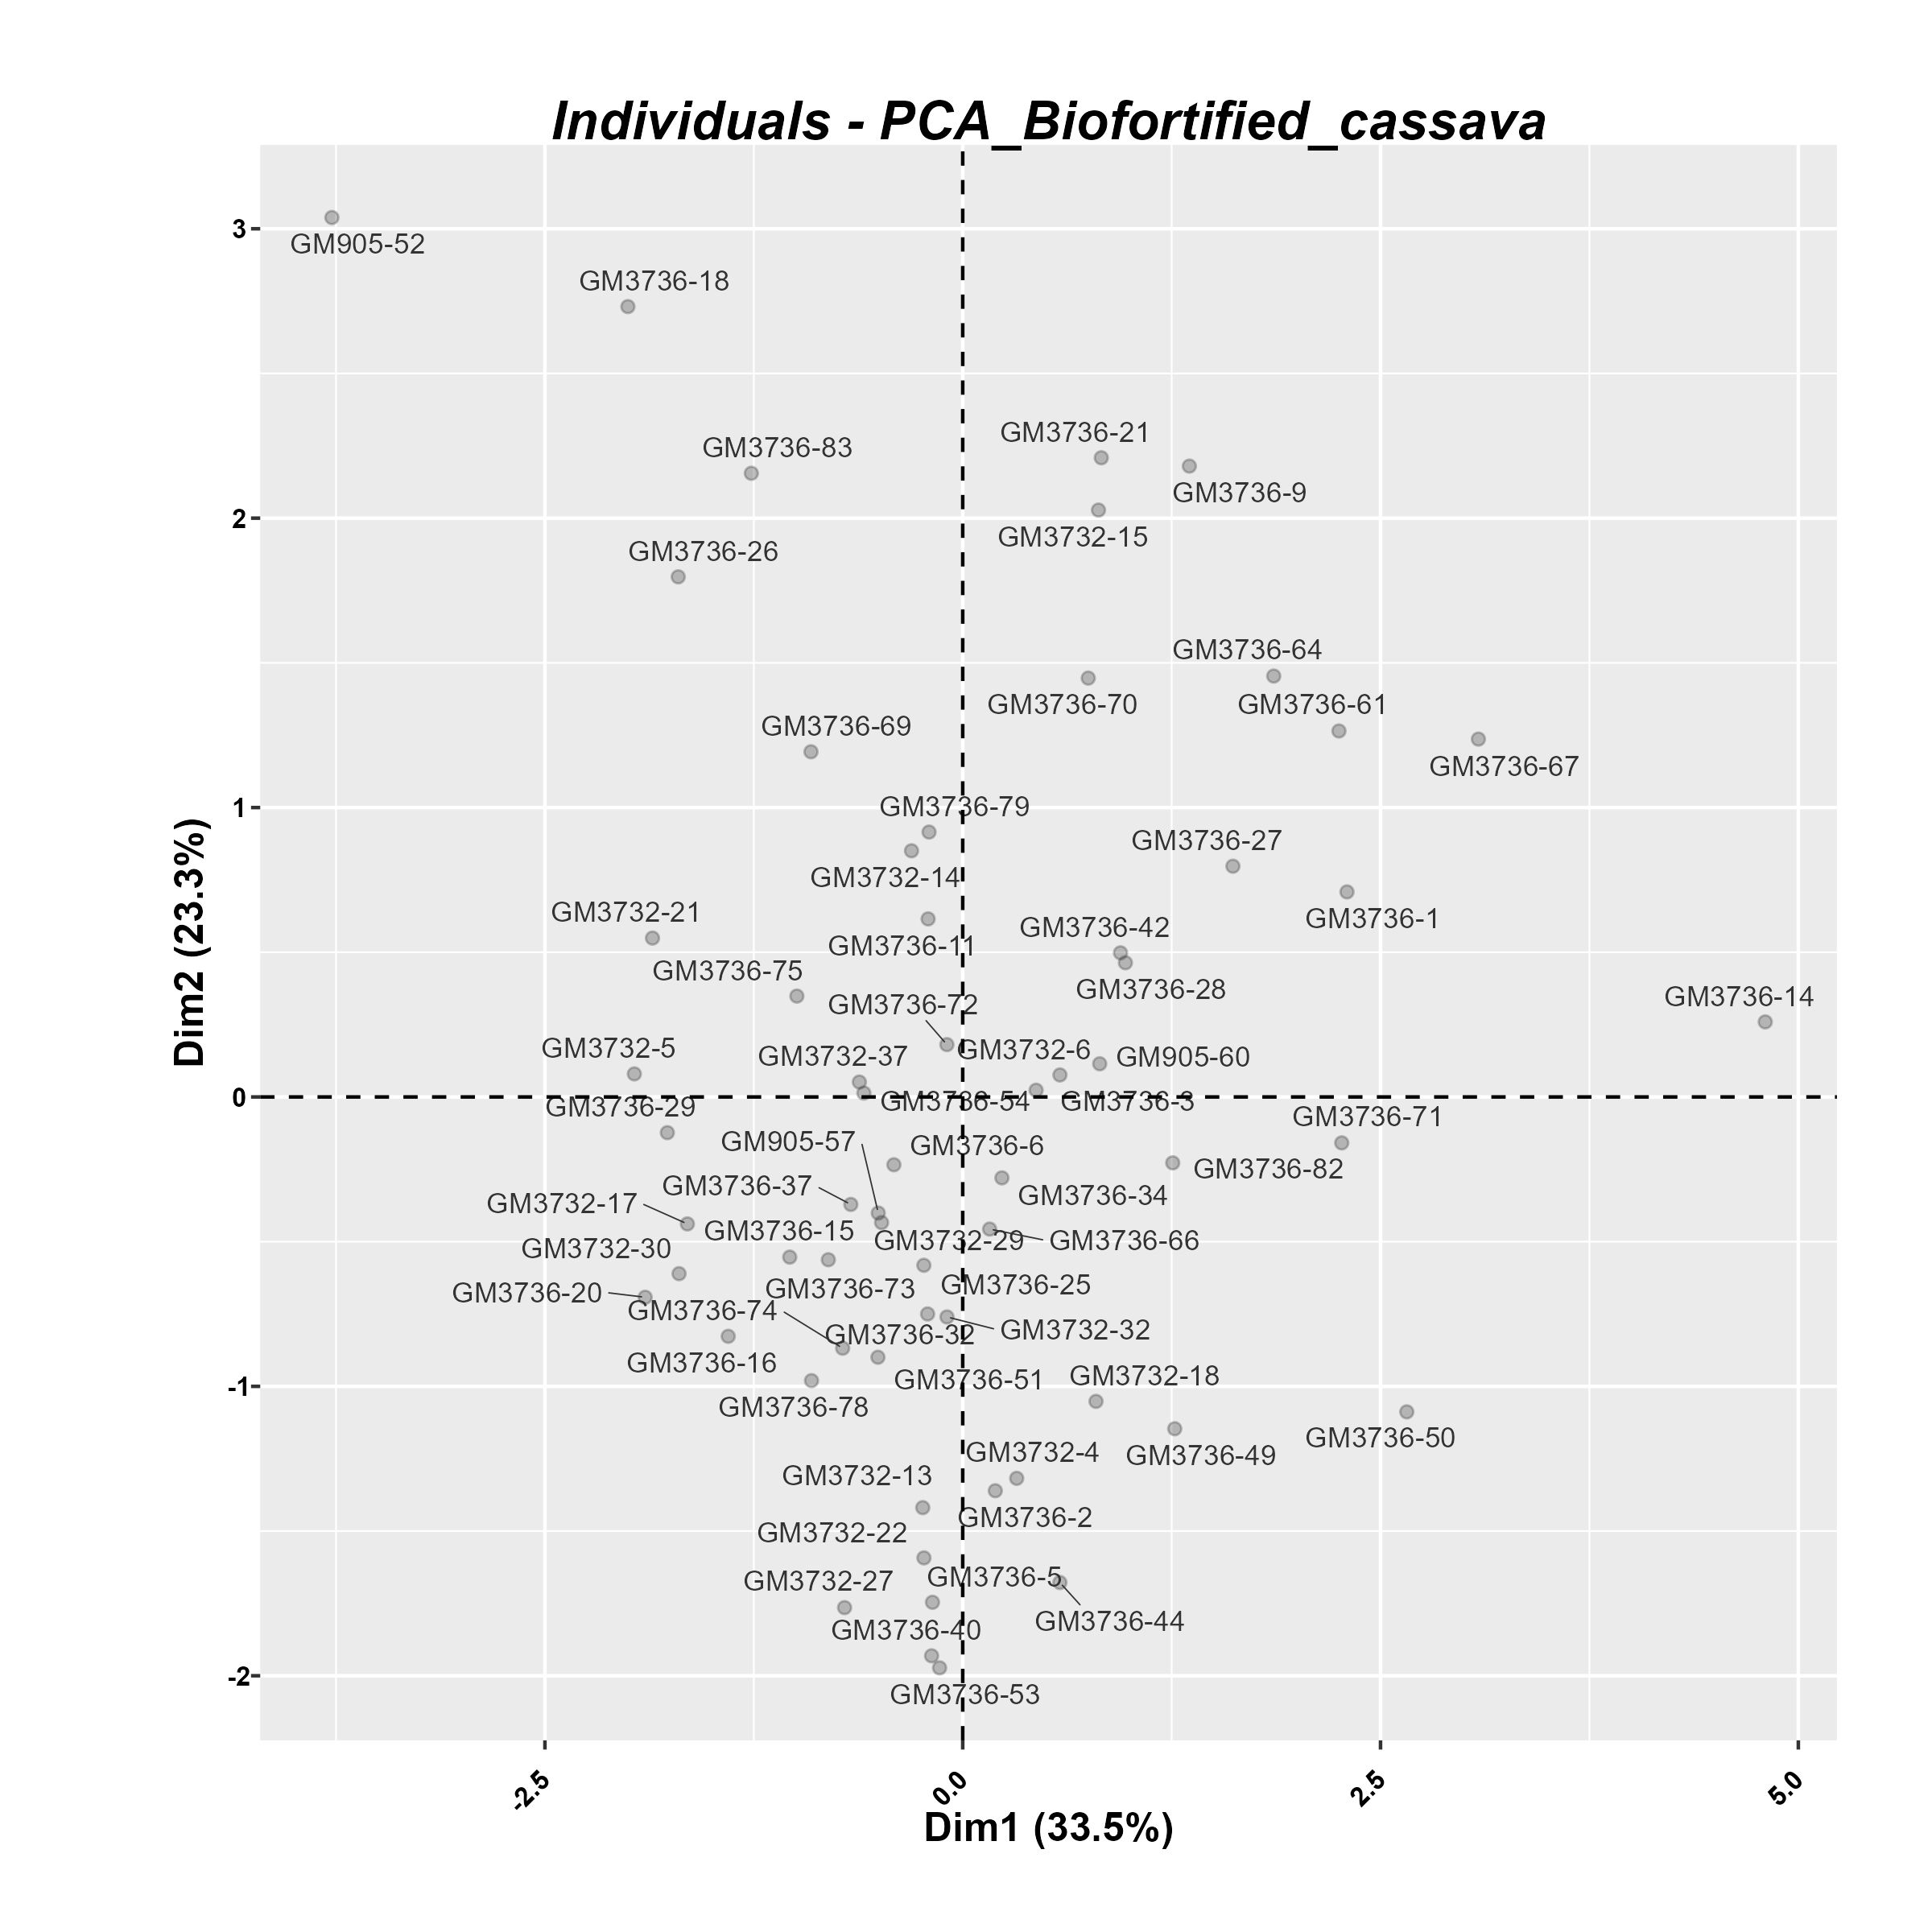 Individuals - PCA_Biofortified_cassava
3
GM905-52
GM3736-18
GM3736-21
GM3736-83
GM3736-9
2
GM3732-15
GM3736-26
GM3736-64
GM3736-70
GM3736-61
GM3736-69
GM3736-67
1
GM3736-79
GM3736-27
GM3732-14
GM3732-21
GM3736-1
GM3736-42
GM3736-11
GM3736-75
GM3736-28
GM3736-14
GM3736-72
GM3732-5
GM3732-37
GM3732-6
GM905-60
0
GM3736-29
GM3736-54
GM3736-3
GM3736-71
GM905-57
GM3736-6
GM3736-82
GM3736-37
GM3736-34
GM3732-17
GM3736-15
GM3732-29
GM3736-66
GM3732-30
GM3736-73
GM3736-25
GM3736-20
GM3736-74
GM3736-32
GM3732-32
GM3736-16
GM3736-51
GM3732-18
-1
GM3736-78
GM3736-50
GM3732-4
GM3736-49
GM3732-13
GM3736-2
GM3732-22
GM3736-5
GM3732-27
GM3736-44
GM3736-40
-2
GM3736-53
-2.5
0.0
2.5
5.0
Dim1 (33.5%)
Dim2 (23.3%)